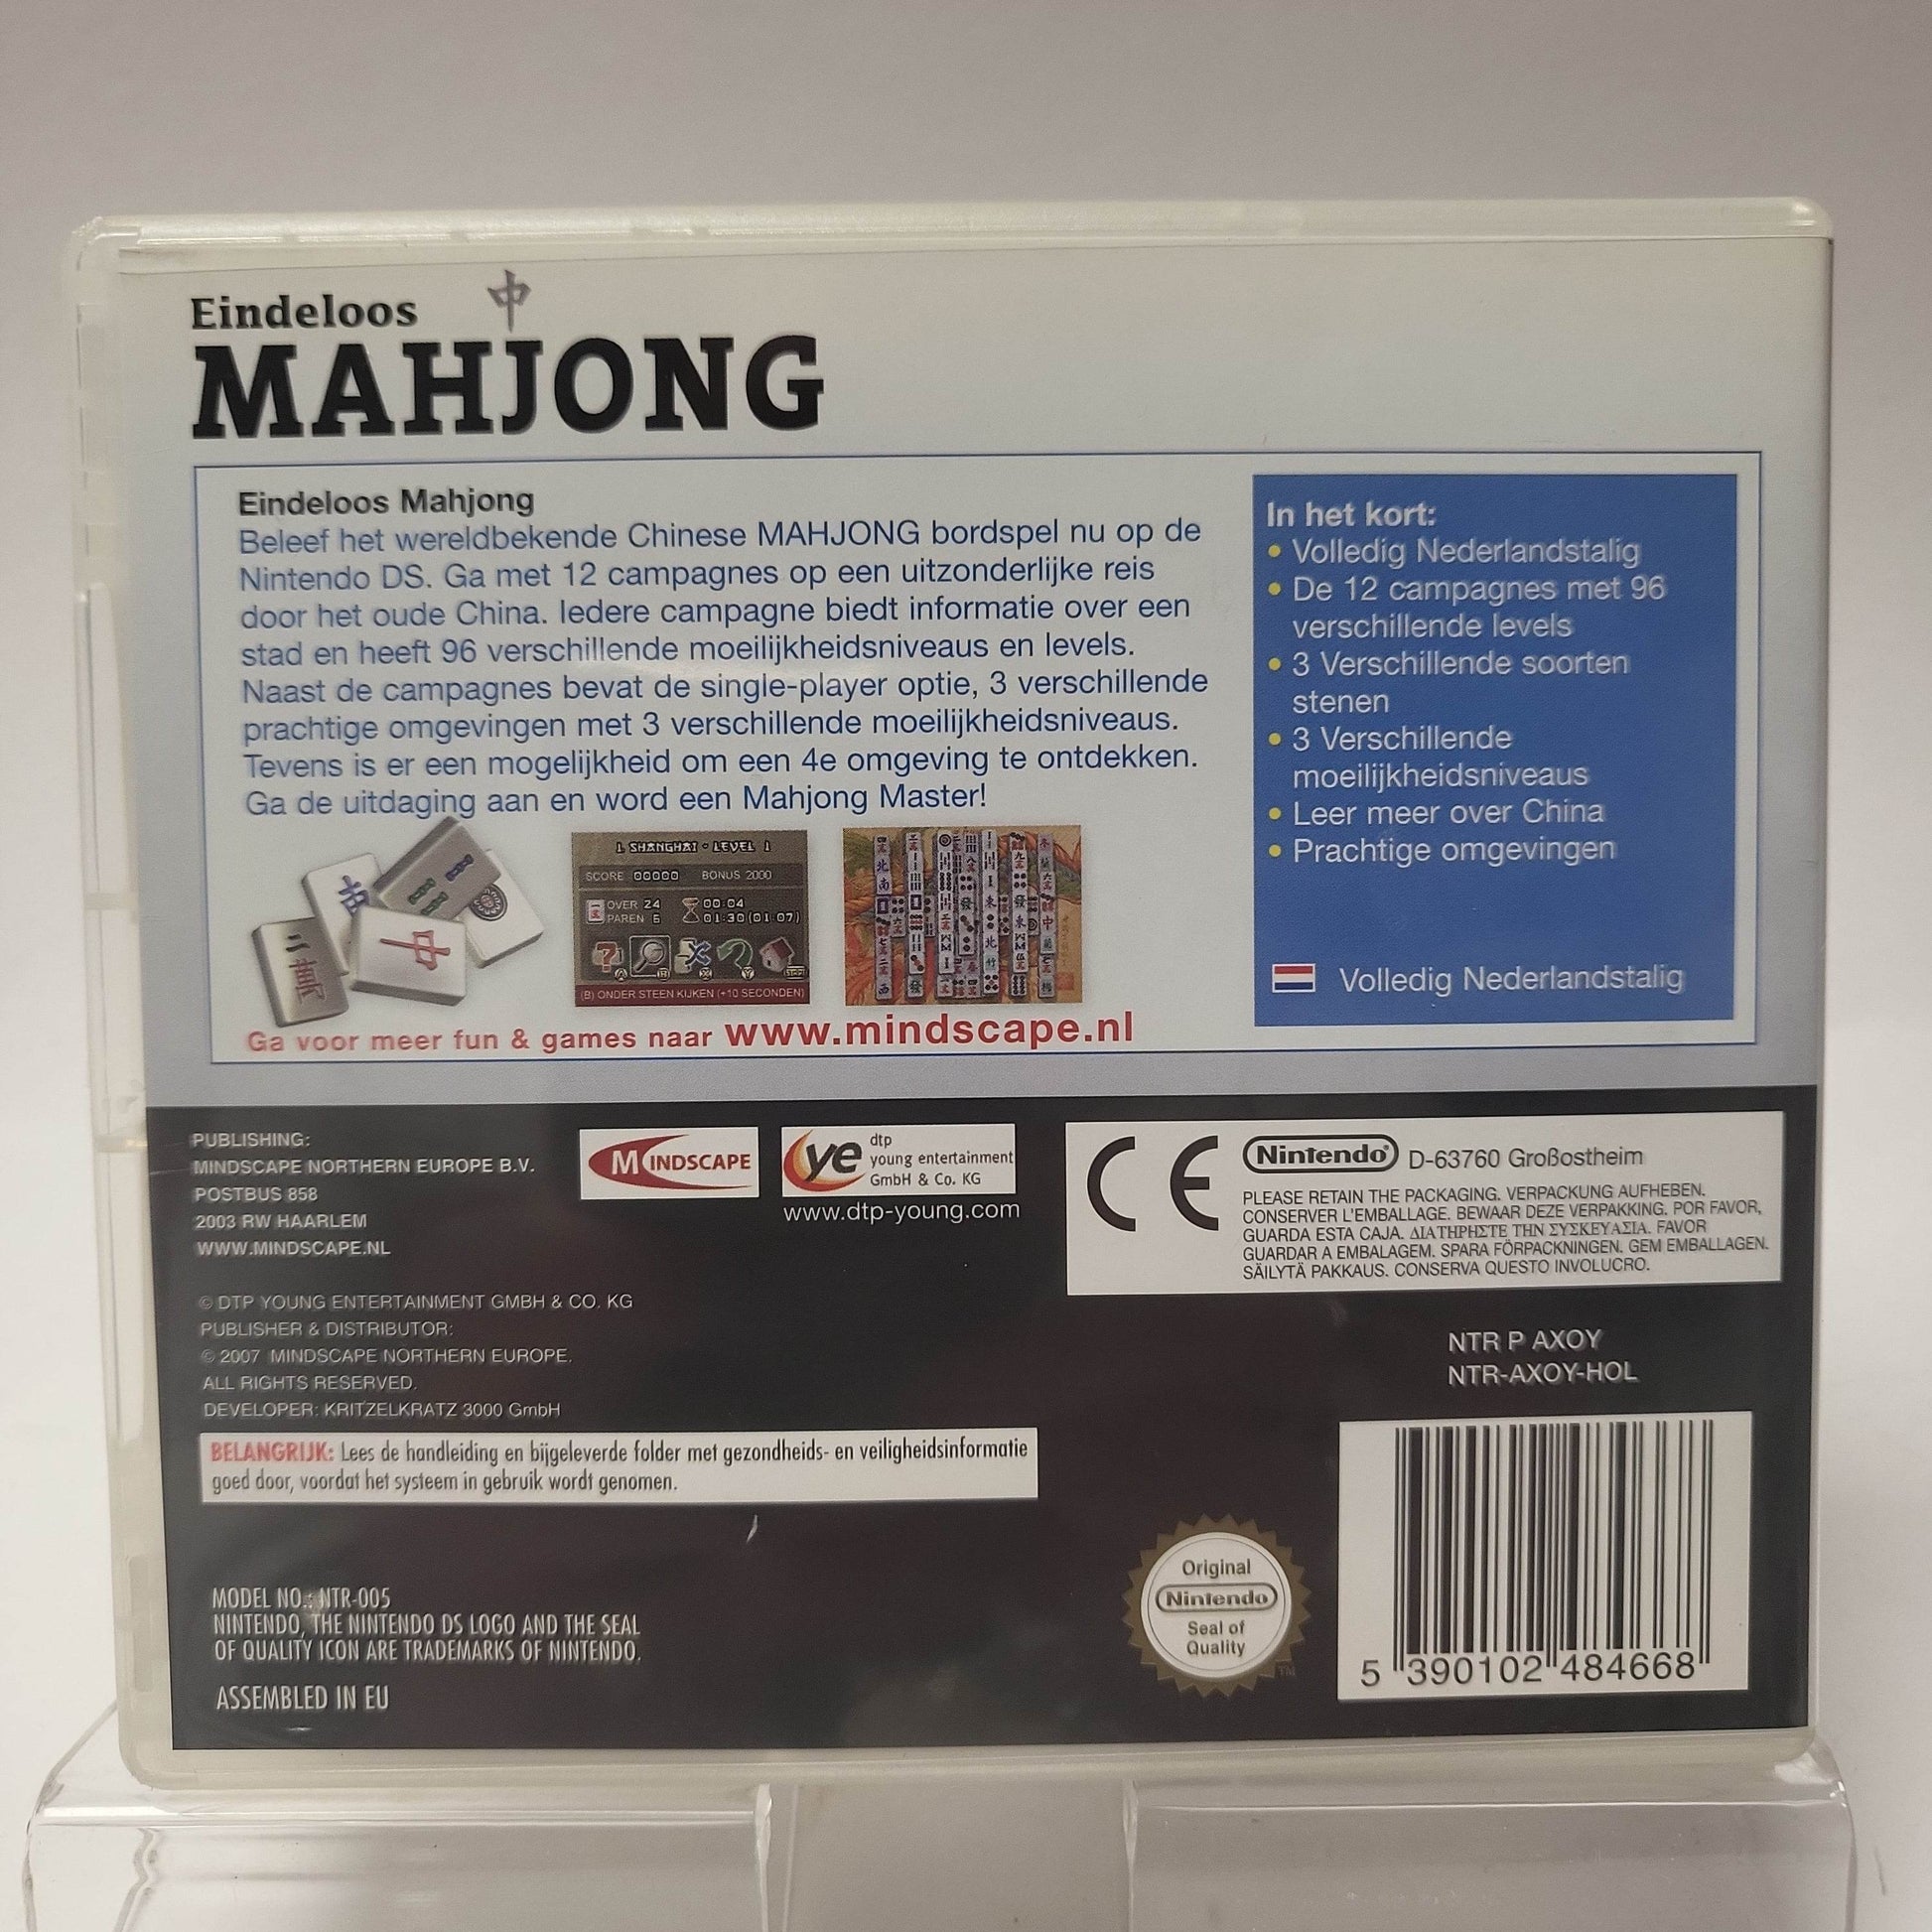 Eindeloos
中
MAHJONG
Eindeloos Mahjong
Beleef het wereldbekende Chinese MAHJONG bordspel nu op de
Nintendo DS. Ga met 12 campagnes op een uitzonderlijke reis
door het oude China. Iedere campagne biedt informatie over een
stad en heeft 96 verschillende moeilijkheidsniveaus en levels.
Naast de campagnes bevat de single-player optie, 3 verschillende
prachtige omgevingen met 3 verschillende moeilijkheidsniveaus.
Tevens is er een mogelijkheid om een 4e omgeving te ontdekken.
Ga de uitdaging aan en word een Mahjong Master!
1. SHANGHAI - LEVEL 1
SCORE 00000 BONUS 2000
OVER 24 00:04
PAREN 6 01:30(01:07)
(B) ONDER STEEN KIJKEN (+10 SECONDEN)
Ga voor meer fun & games naar www.mindscape.nl
In het kort:
• Volledig Nederlandstalig
• De 12 campagnes met 96
verschillende levels
• 3 Verschillende soorten
stenen
• 3 Verschillende
moeilijkheidsniveaus
• Leer meer over China
• Prachtige omgevingen
Volledig Nederlandstalig
PUBLISHING:
MINDSCAPE NORTHERN EUROPE B.V.
POSTBUS 858
2003 RW HAARLEM
WWW.MINDSCAPE.NL
MINDSCAPE
ye dtp
young entertainment
GmbH & Co. KG
www.dtp-young.com
CE
Nintendo® D-63760 Großostheim
PLEASE RETAIN THE PACKAGING. VERPACKUNG AUFHEBEN.
CONSERVER L'EMBALLAGE. BEWAAR DEZE VERPAKKING. POR FAVOR,
GUARDA ESTA CAJA. ΔΙΑΤΗΡΗΣΤΕ ΤΗΝ ΣΥΣΚΕΥΑΣΙΑ. FAVOR
GUARDAR A EMBALAGEM. SPARA FÖRPACKNINGEN. GEM EMBALLAGEN.
SÄILYTÄ PAKKAUS. CONSERVA QUESTO INVOLUCRO.
© DTP YOUNG ENTERTAINMENT GMBH & CO. KG
PUBLISHER & DISTRIBUTOR:
© 2007 MINDSCAPE NORTHERN EUROPE.
ALL RIGHTS RESERVED.
DEVELOPER: KRITZELKRATZ 3000 GmbH
NTR P AXOY
NTR-AXOY-HOL
BELANGRIJK: Lees de handleiding en bijgeleverde folder met gezondheids- en veiligheidsinformatie
goed door, voordat het systeem in gebruik wordt genomen.
MODEL NO.: NTR-005
NINTENDO, THE NINTENDO DS LOGO AND THE SEAL
OF QUALITY ICON ARE TRADEMARKS OF NINTENDO.
ASSEMBLED IN EU
Original
Nintendo
Seal of
Quality
TM
5 390102 484668